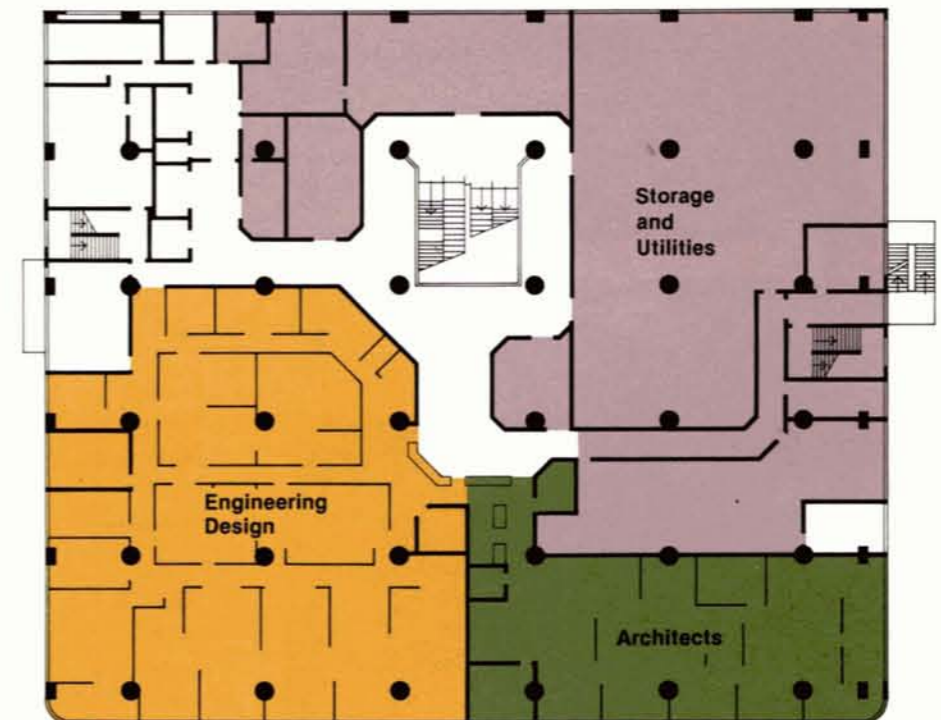 Storage
and
Utilities
Engineering
Design
Architects